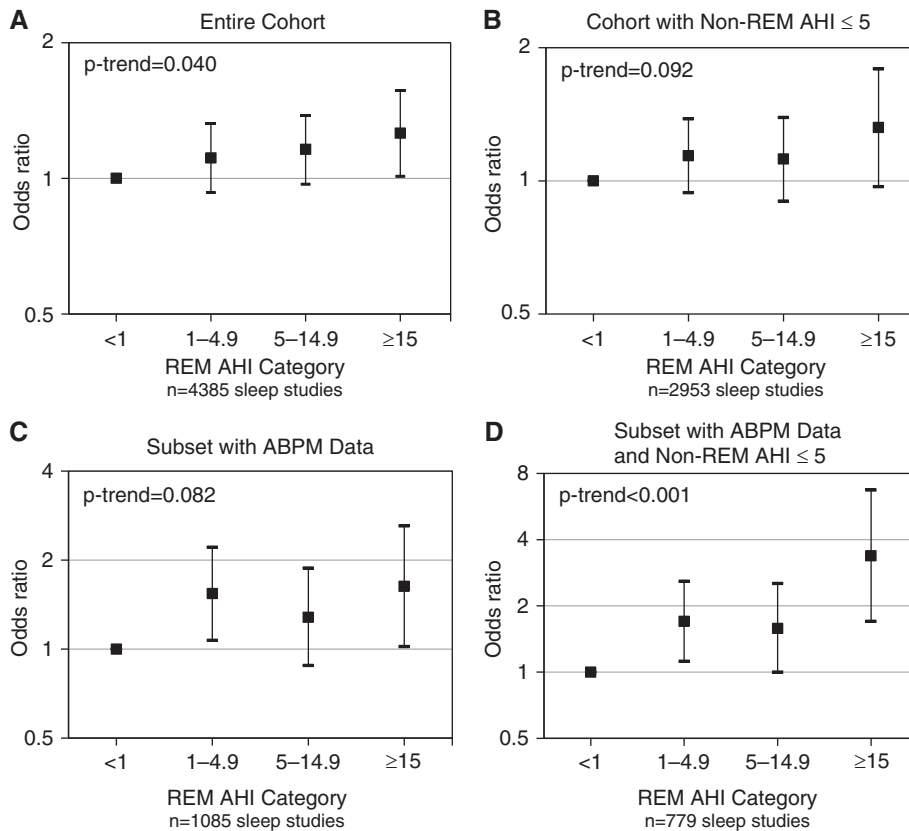 A
Entire Cohort
2
p-trend=0.040
Odds ratio
1
0.5
<1
1–4.9
5–14.9
≥15
REM AHI Category
n=4385 sleep studies
B
Cohort with Non-REM AHI ≤ 5
2
p-trend=0.092
Odds ratio
1
0.5
<1
1–4.9
5–14.9
≥15
REM AHI Category
n=2953 sleep studies
C
Subset with ABPM Data
4
p-trend=0.082
2
Odds ratio
1
0.5
<1
1–4.9
5–14.9
≥15
REM AHI Category
n=1085 sleep studies
D
Subset with ABPM Data
and Non-REM AHI ≤ 5
8
p-trend<0.001
4
Odds ratio
2
1
0.5
<1
1–4.9
5–14.9
≥15
REM AHI Category
n=779 sleep studies